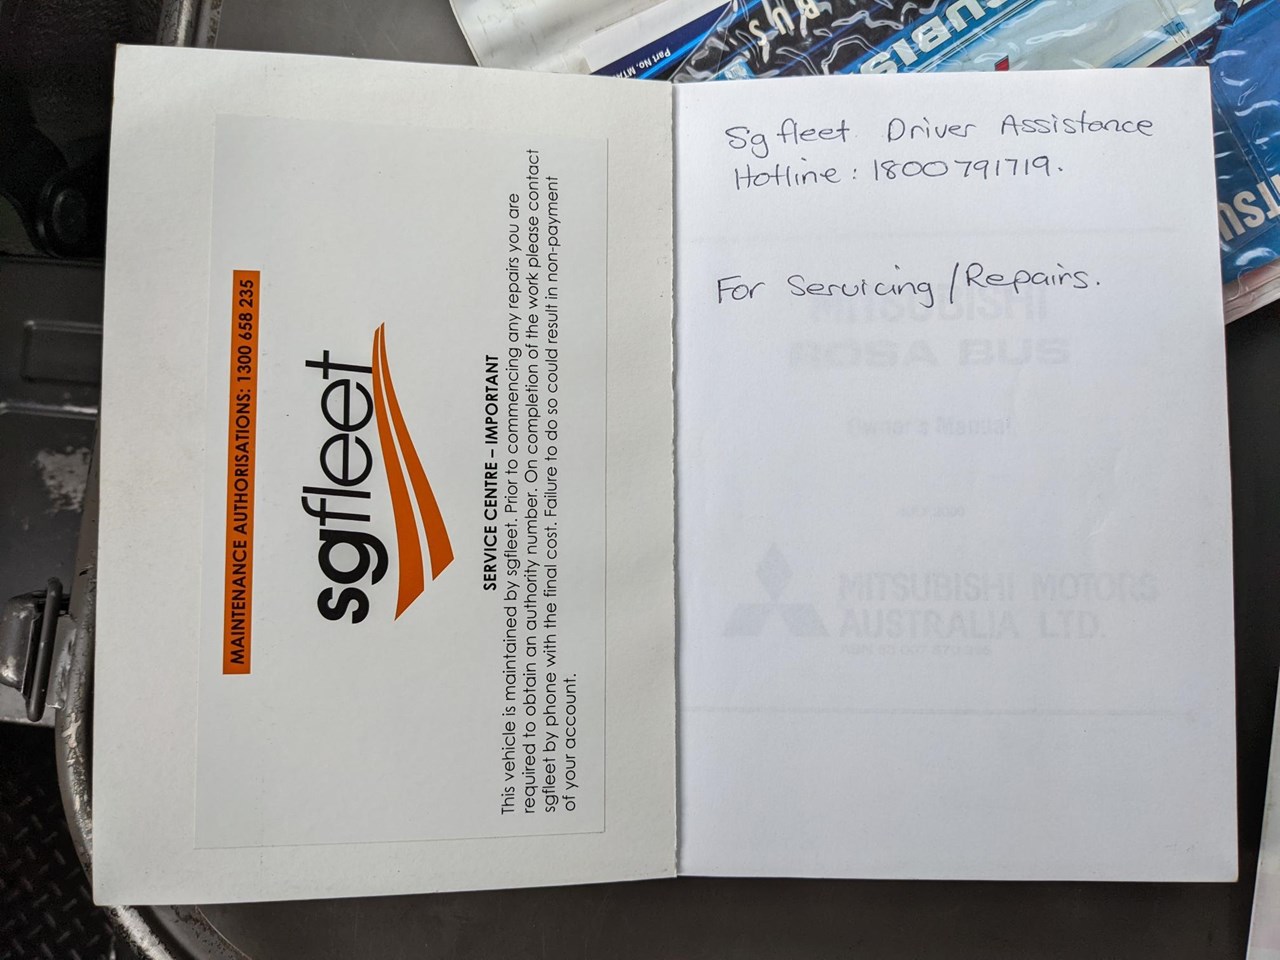 MAINTENANCE AUTHORISATIONS: 1300 658 235
sgfleet
SERVICE CENTRE – IMPORTANT
This vehicle is maintained by sgfleet. Prior to commencing any repairs you are
required to obtain an authority number. On completion of the work please contact
sgfleet by phone with the final cost. Failure to do so could result in non-payment
of your account.
Sg fleet Driver Assistance
Hotline: 1800791719.
For Servicing/Repairs.
MITSUBISHI
ROSA BUS
Owner's Manual
MITSUBISHI MOTORS
AUSTRALIA LTD.
BUS
Part No.